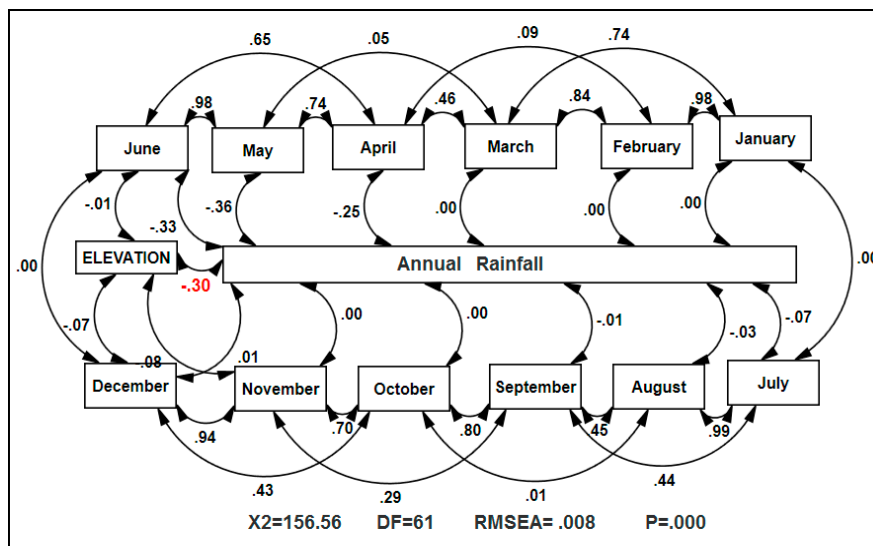 .65 .05 .09 .74
.98 .74 .46 .84 .98
June May April March February January
-.01 -.33 -.36 -.25 .00 .00 .00
.00 ELEVATION Annual Rainfall .00
-.30
-.07 -.08 .01 .00 .00 -.01 -.03 -.07
December November October September August July
.94 .70 .80 .45 .99
.43 .29 .01 .44
X2=156.56 DF=61 RMSEA= .008 P=.000